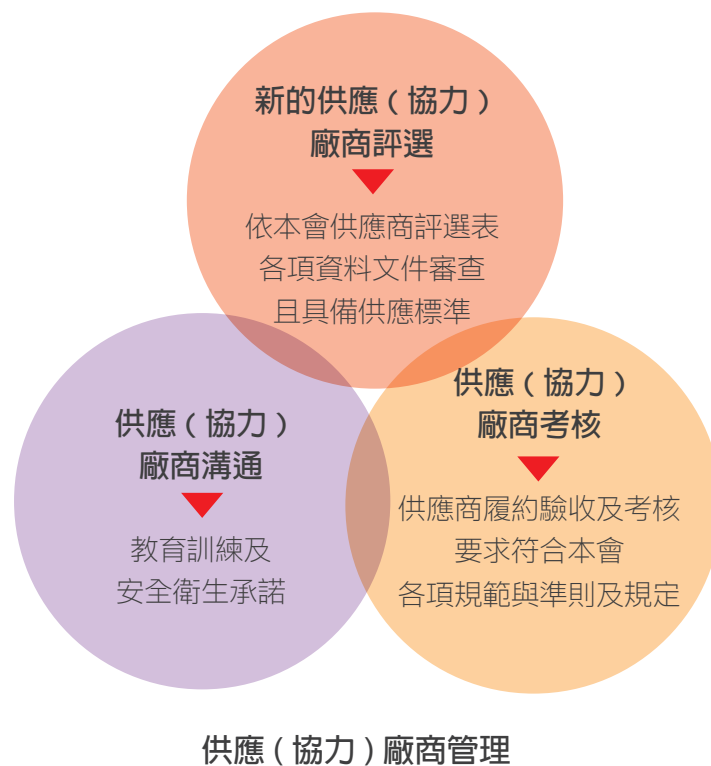 新的供應（協力）
廠商評選
依本會供應商評選表
各項資料文件審查
且具備供應標準
供應（協力）
廠商溝通
教育訓練及
安全衛生承諾
供應（協力）
廠商考核
供應商履約驗收及考核
要求符合本會
各項規範與準則及規定
供應（協力）廠商管理